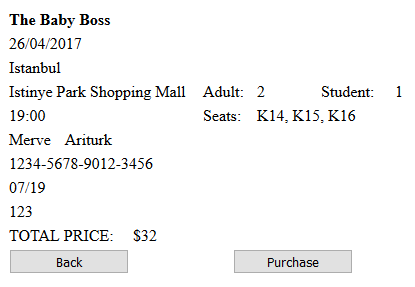 The Baby Boss
26/04/2017
Istanbul
Istinye Park Shopping Mall Adult: 2 Student: 1
19:00 Seats: K14, K15, K16
Merve Ariturk
1234-5678-9012-3456
07/19
123
TOTAL PRICE: $32
Back Purchase